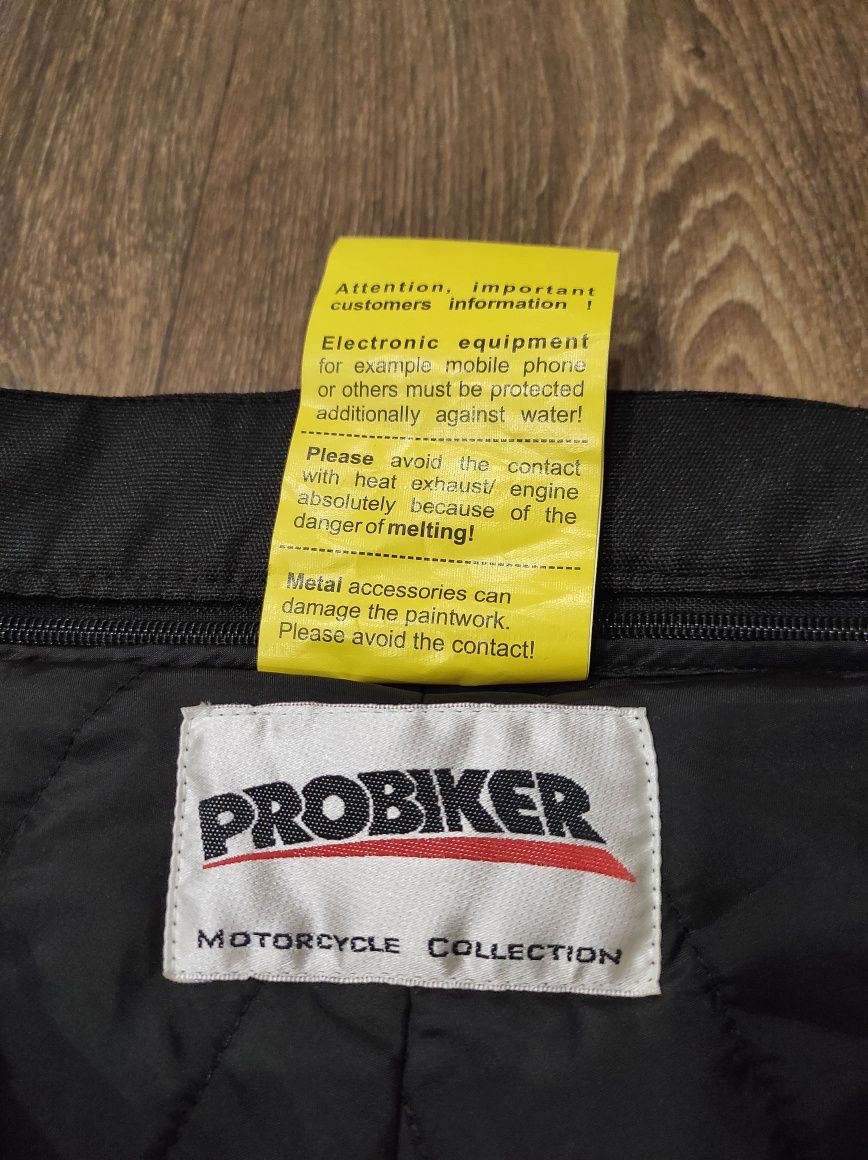 Attention, important
customers information !
Electronic equipment
for example mobile phone
or others must be protected
additionally against water!
Please avoid the contact
with heat exhaust/ engine
absolutely because of the
danger of melting!
Metal accessories can
damage the paintwork.
Please avoid the contact!
PROBIKER
MOTORCYCLE COLLECTION